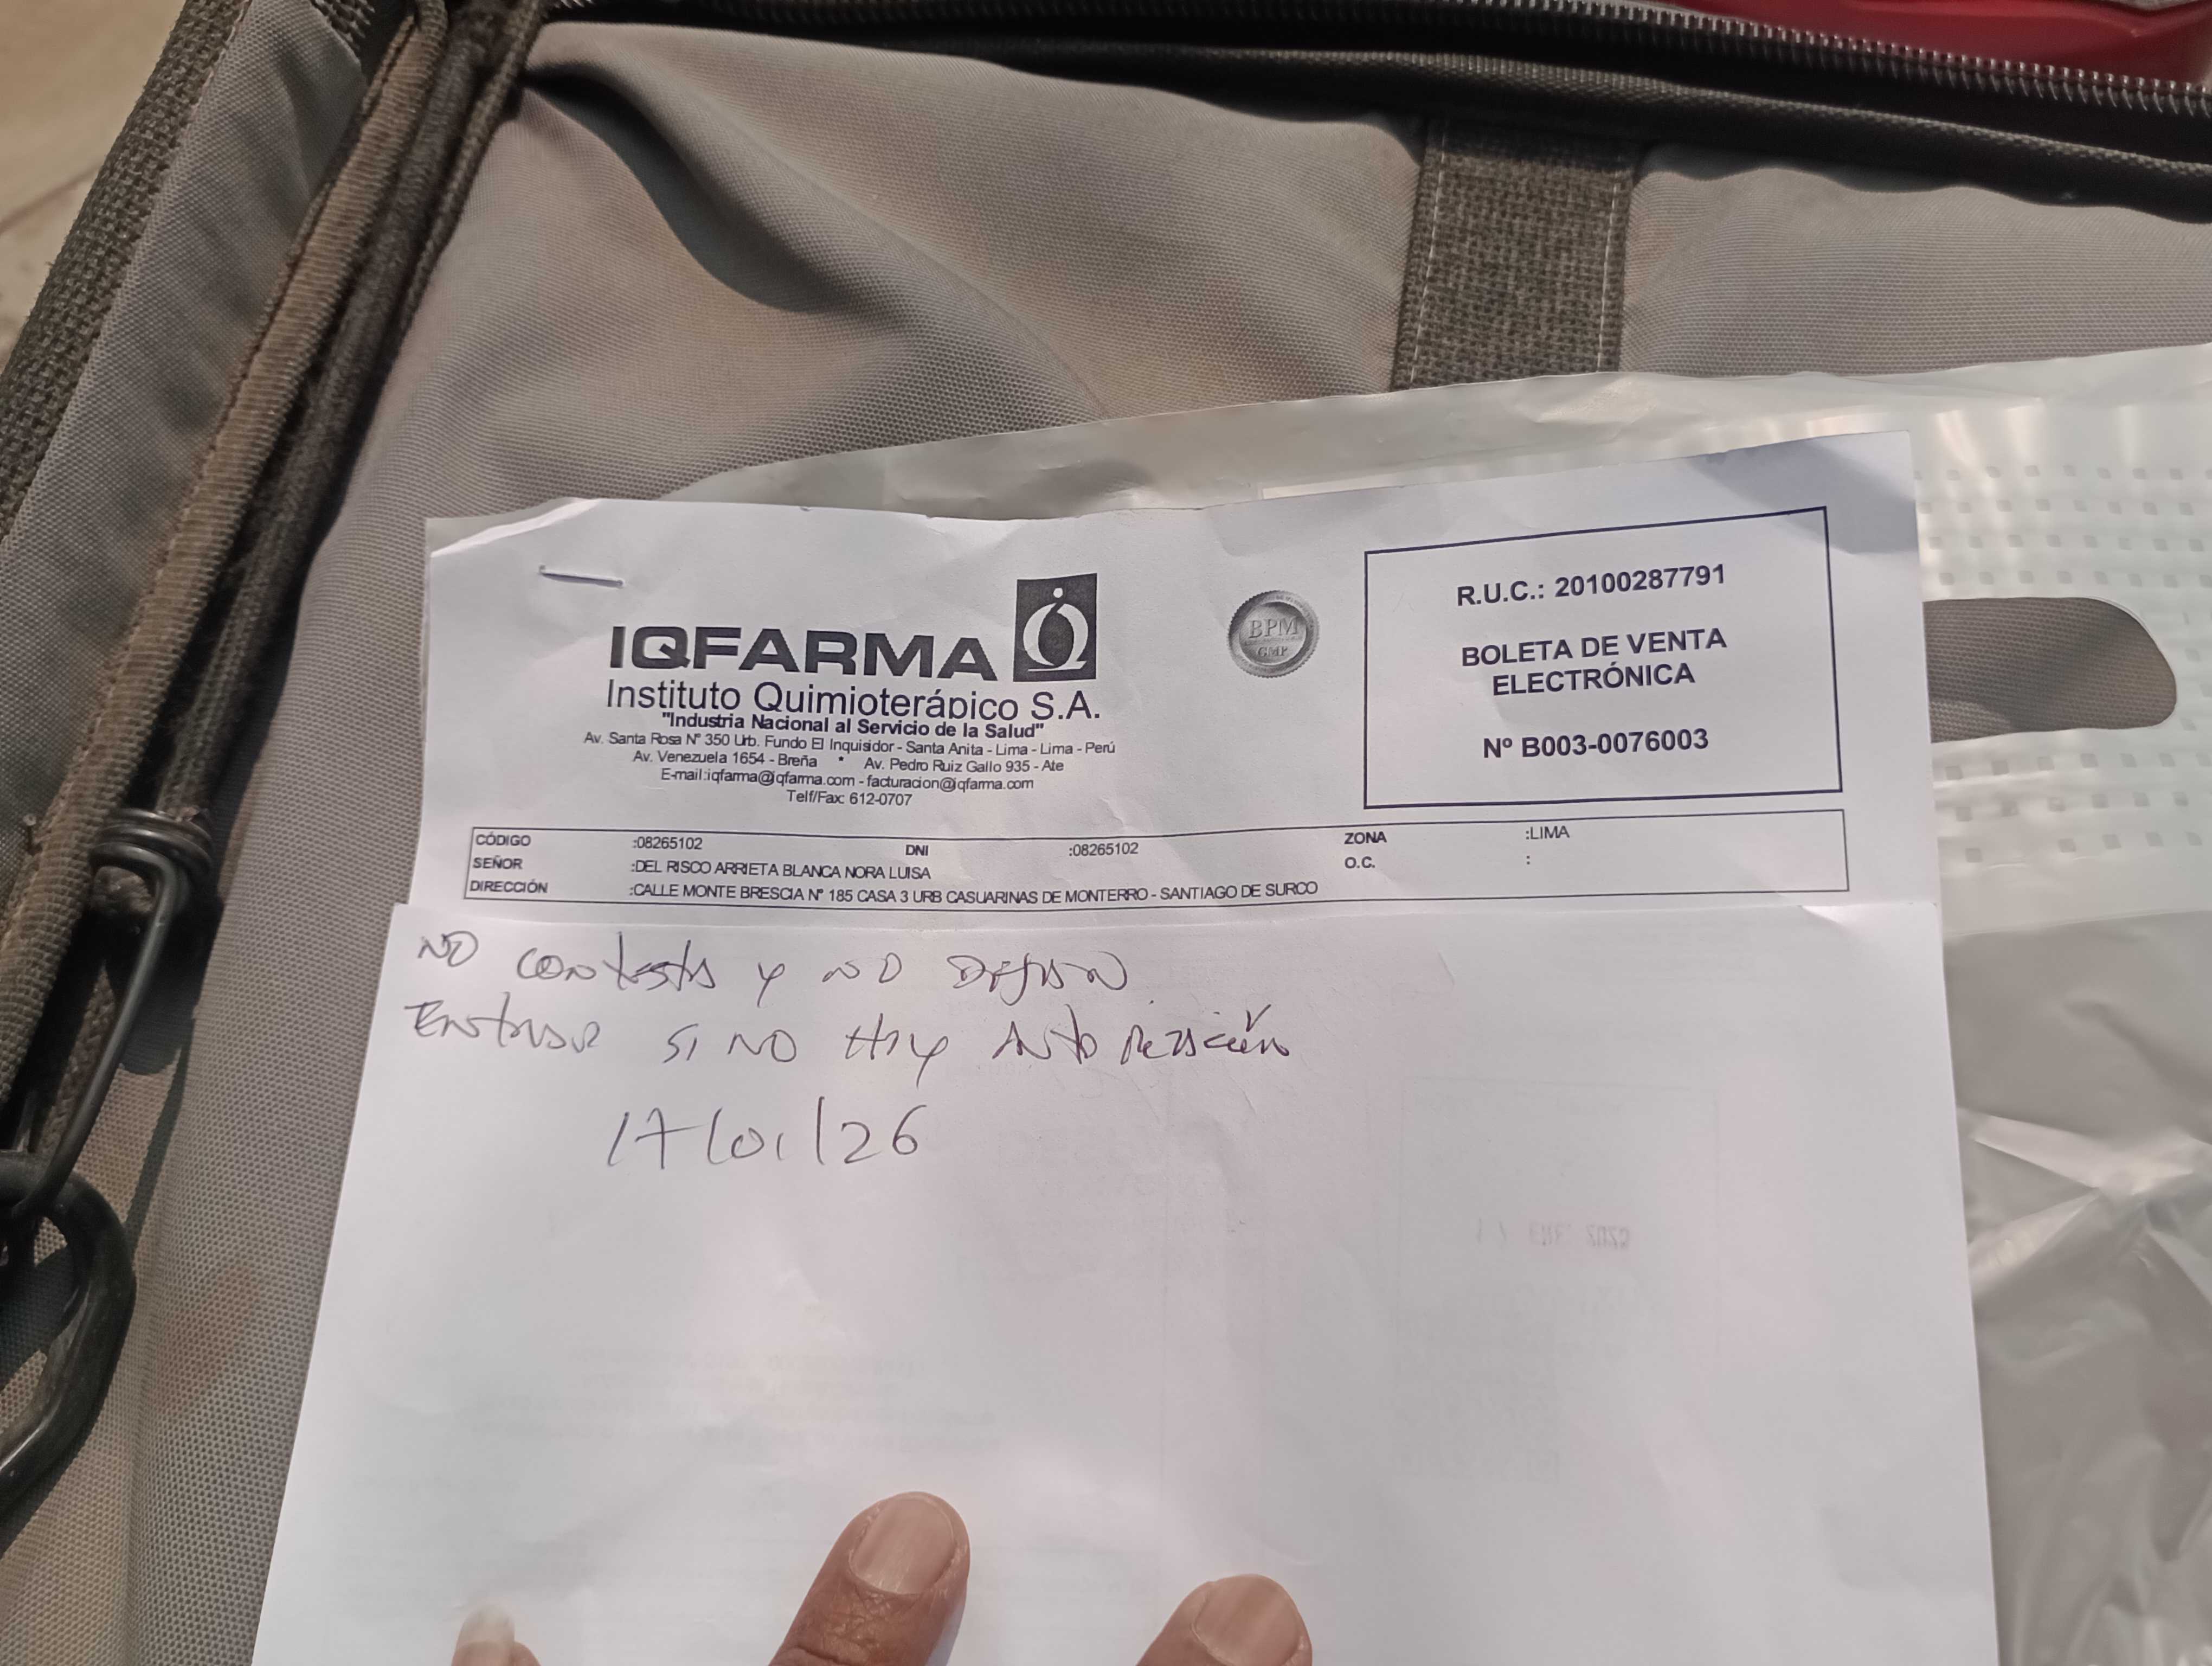 IQFARMA
Instituto Quimioterápico S.A.
"Industria Nacional al Servicio de la Salud"
Av. Santa Rosa Nº 350 Urb. Fundo El Inquisidor - Santa Anita - Lima - Lima - Perú
Av. Venezuela 1654 - Breña * Av. Pedro Ruiz Gallo 935 - Ate
E-mail:iqfarma@iqfarma.com - facturacion@iqfarma.com
Telf/Fax: 612-0707
BPM
GMP
R.U.C.: 20100287791
BOLETA DE VENTA
ELECTRÓNICA
Nº B003-0076003
CÓDIGO :08265102 DNI :08265102 ZONA :LIMA
SEÑOR :DEL RISCO ARRIETA BLANCA NORA LUISA O.C. :
DIRECCIÓN :CALLE MONTE BRESCIA Nº 185 CASA 3 URB CASUARINAS DE MONTERRO - SANTIAGO DE SURCO
NO contesta y NO DEJAN
Entrar SI NO HAy Autorización
17/01/26